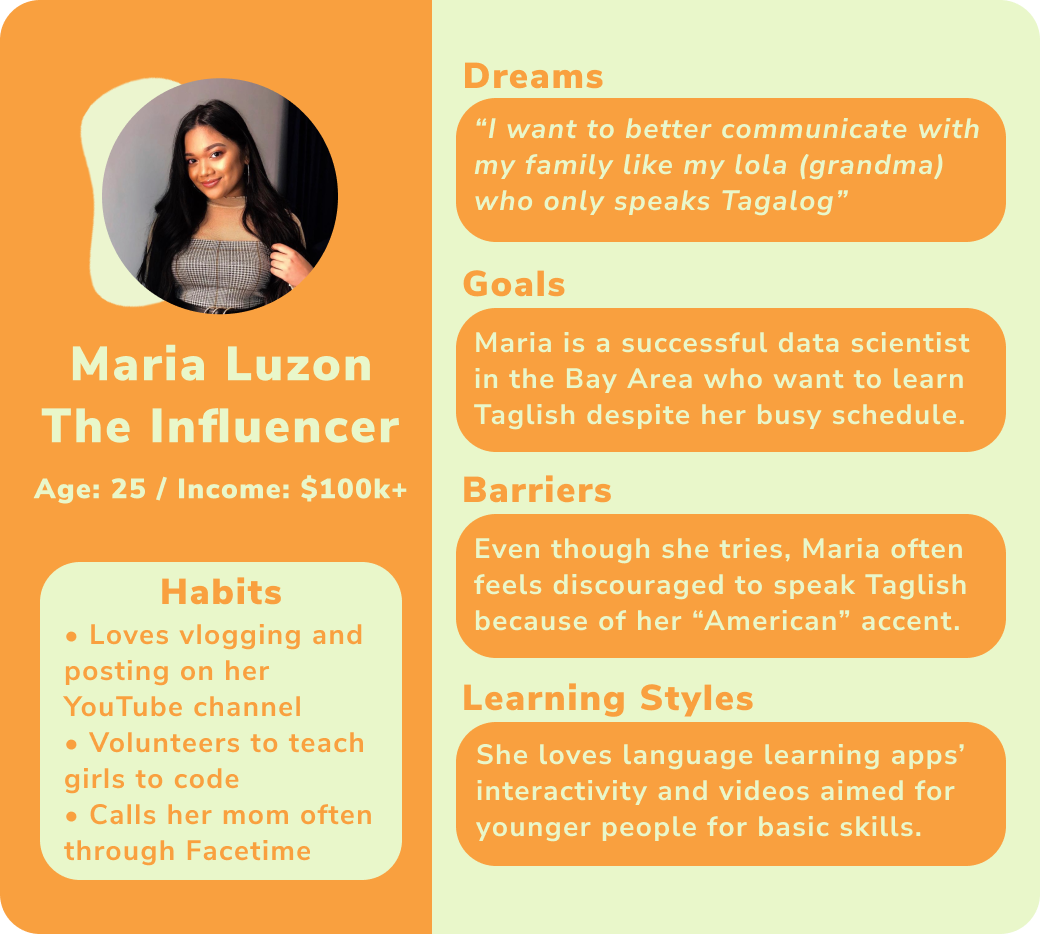 Maria Luzon
The Influencer
Age: 25 / Income: $100k+
Habits
• Loves vlogging and
posting on her
YouTube channel
• Volunteers to teach
girls to code
• Calls her mom often
through Facetime
Dreams
“I want to better communicate with
my family like my lola (grandma)
who only speaks Tagalog”
Goals
Maria is a successful data scientist
in the Bay Area who want to learn
Taglish despite her busy schedule.
Barriers
Even though she tries, Maria often
feels discouraged to speak Taglish
because of her “American” accent.
Learning Styles
She loves language learning apps’
interactivity and videos aimed for
younger people for basic skills.